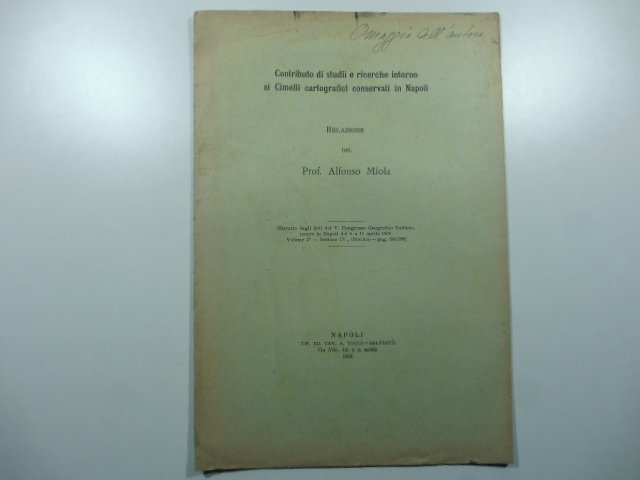 Omaggio dell'autore
Contributo di studii e ricerche intorno
ai Cimelii cartografici conservati in Napoli
RELAZIONE
DEL
Prof. Alfonso Miola
(Estratto dagli Atti del V. Congresso Geografico Italiano,
tenuto in Napoli dal 6 a 11 aprile 1904
Volume 2° — Sezione IV., (Storica) — pag.
NAPOLI
TIP. ED. CAV. A. TOCCO-SALVIETTI
1905